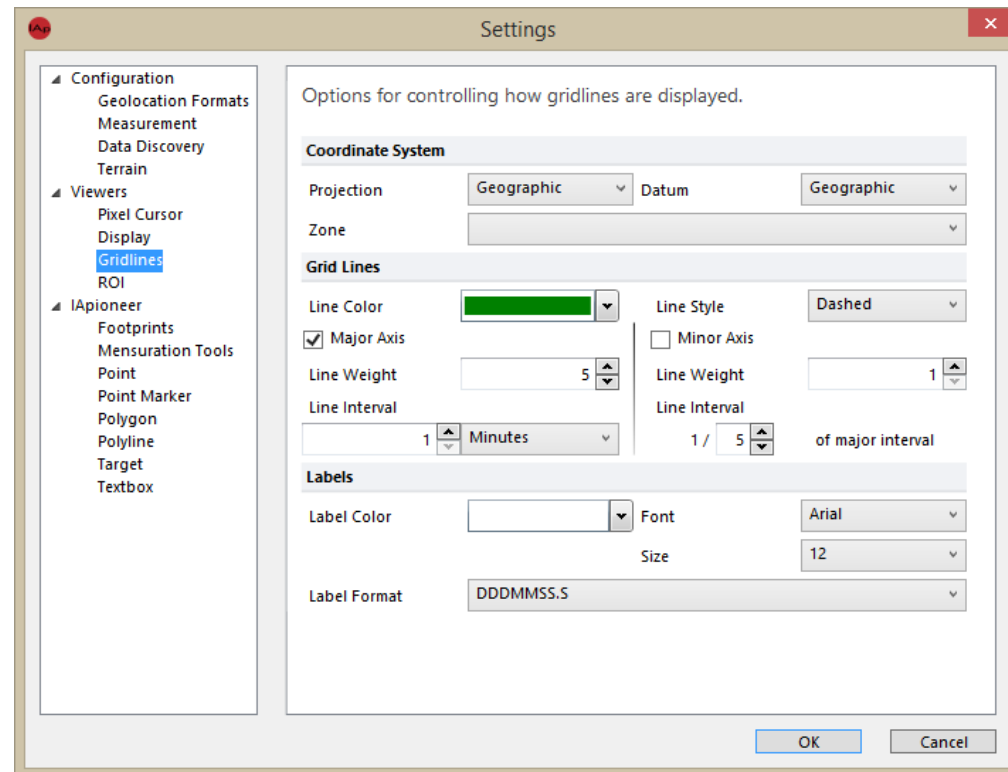 IAp
Settings
Configuration
Geolocation Formats
Measurement
Data Discovery
Terrain
Viewers
Pixel Cursor
Display
Gridlines
ROI
IApioneer
Footprints
Mensuration Tools
Point
Point Marker
Polygon
Polyline
Target
Textbox
Options for controlling how gridlines are displayed.
Coordinate System
Projection Geographic Datum Geographic
Zone
Grid Lines
Line Color Line Style Dashed
Major Axis Minor Axis
Line Weight 5 Line Weight 1
Line Interval Line Interval
1 Minutes 1 / 5 of major interval
Labels
Label Color Font Arial
Size 12
Label Format DDDMMSS.S
OK Cancel